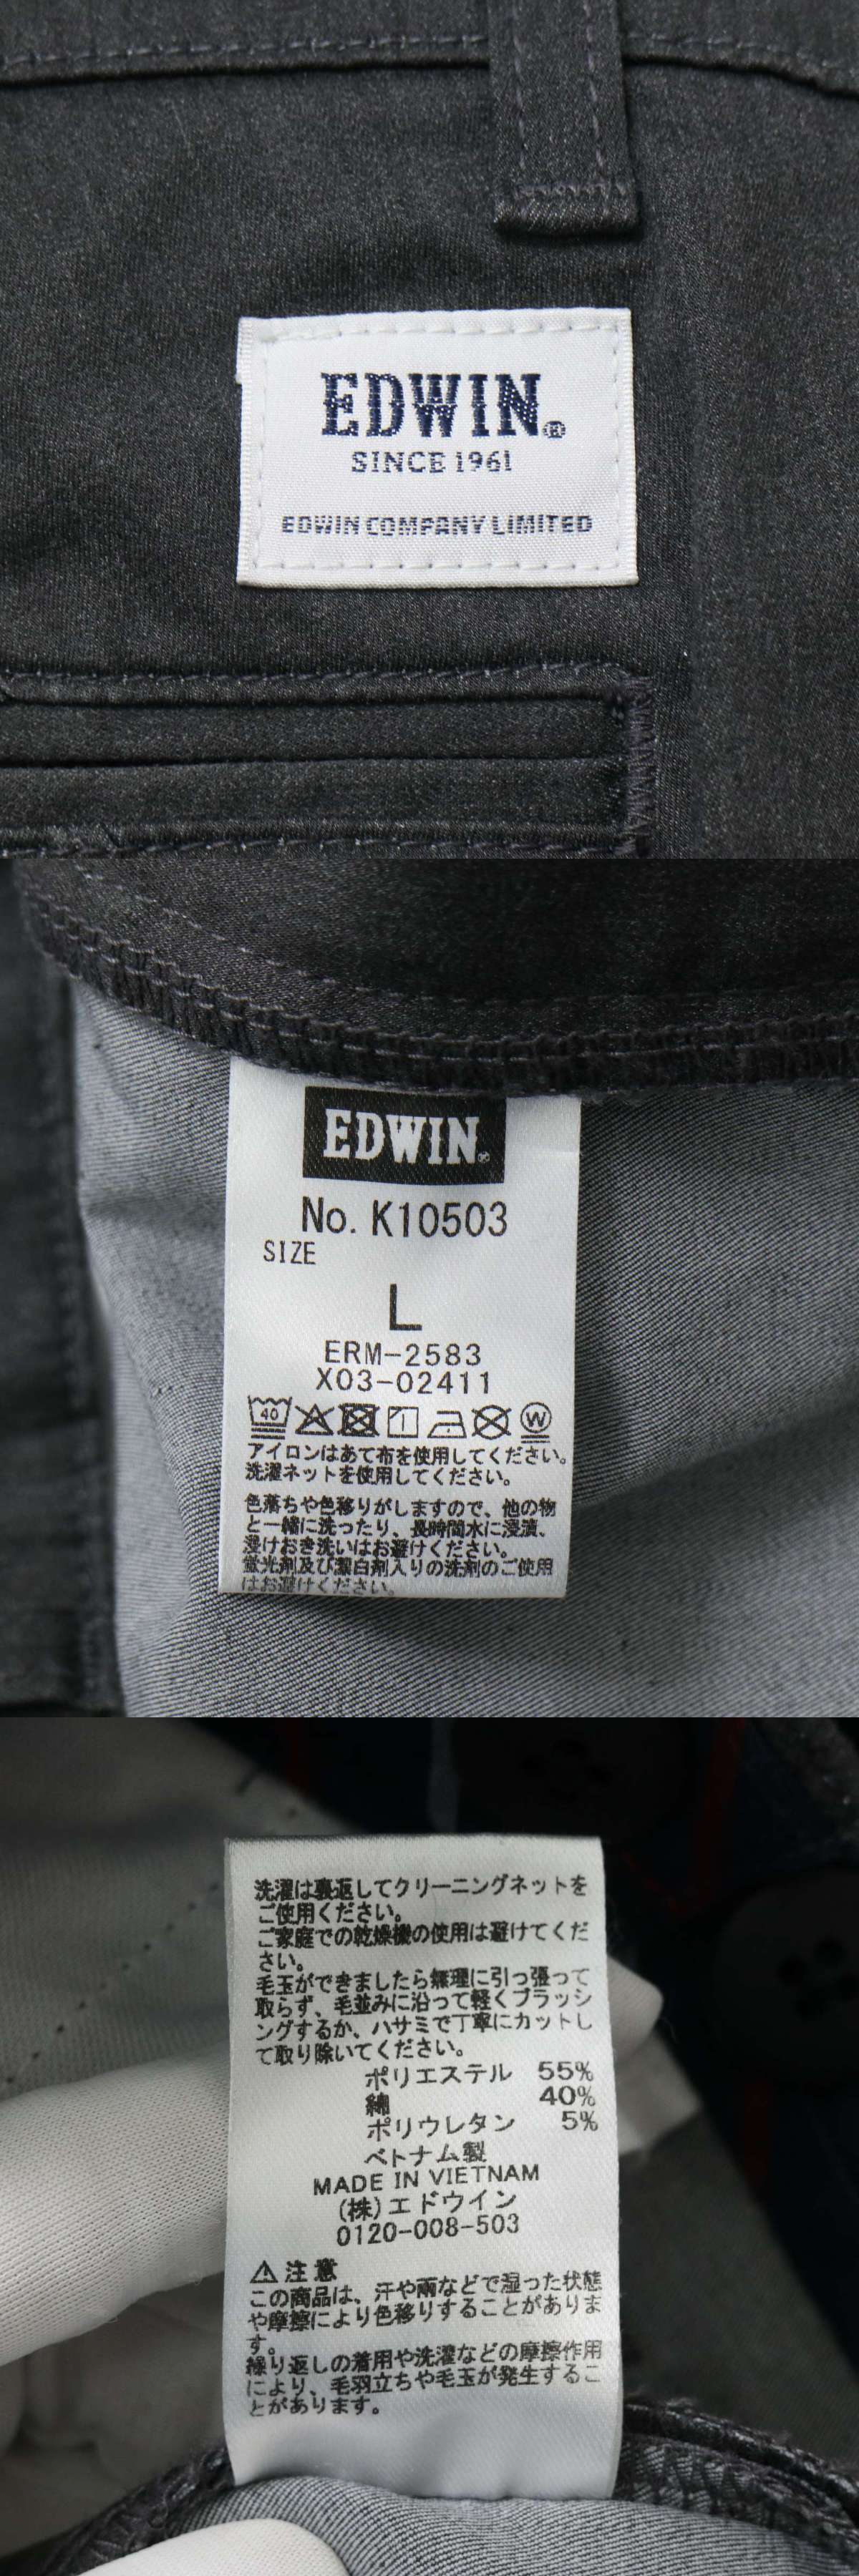 EDWIN®
SINCE 1961
EDWIN COMPANY LIMITED
EDWIN®
No. K10503
SIZE
L
ERM-2583
X03-02411
40
W
アイロンはあて布を使用してください。
洗濯ネットを使用してください。
色落ちや色移りがしますので、他の物
と一緒に洗ったり、長時間水に浸漬、
浸けおき洗いはお避けください。
蛍光剤及び漂白剤入りの洗剤のご使用
はお避けください。
洗濯は裏返してクリーニングネットを
ご使用ください。
ご家庭での乾燥機の使用は避けてくだ
さい。
毛玉ができましたら無理に引っ張って
取らず、毛並みに沿って軽くブラッシ
ングするか、ハサミで丁寧にカットし
て取り除いてください。
ポリエステル 55%
綿 40%
ポリウレタン 5%
ベトナム製
MADE IN VIETNAM
(株)エドウイン
0120-008-503
⚠注意
この商品は、汗や雨などで湿った状態
や摩擦により色移りすることがありま
す。
繰り返しの着用や洗濯などの摩擦作用
により、毛羽立ちや毛玉が発生するこ
とがあります。